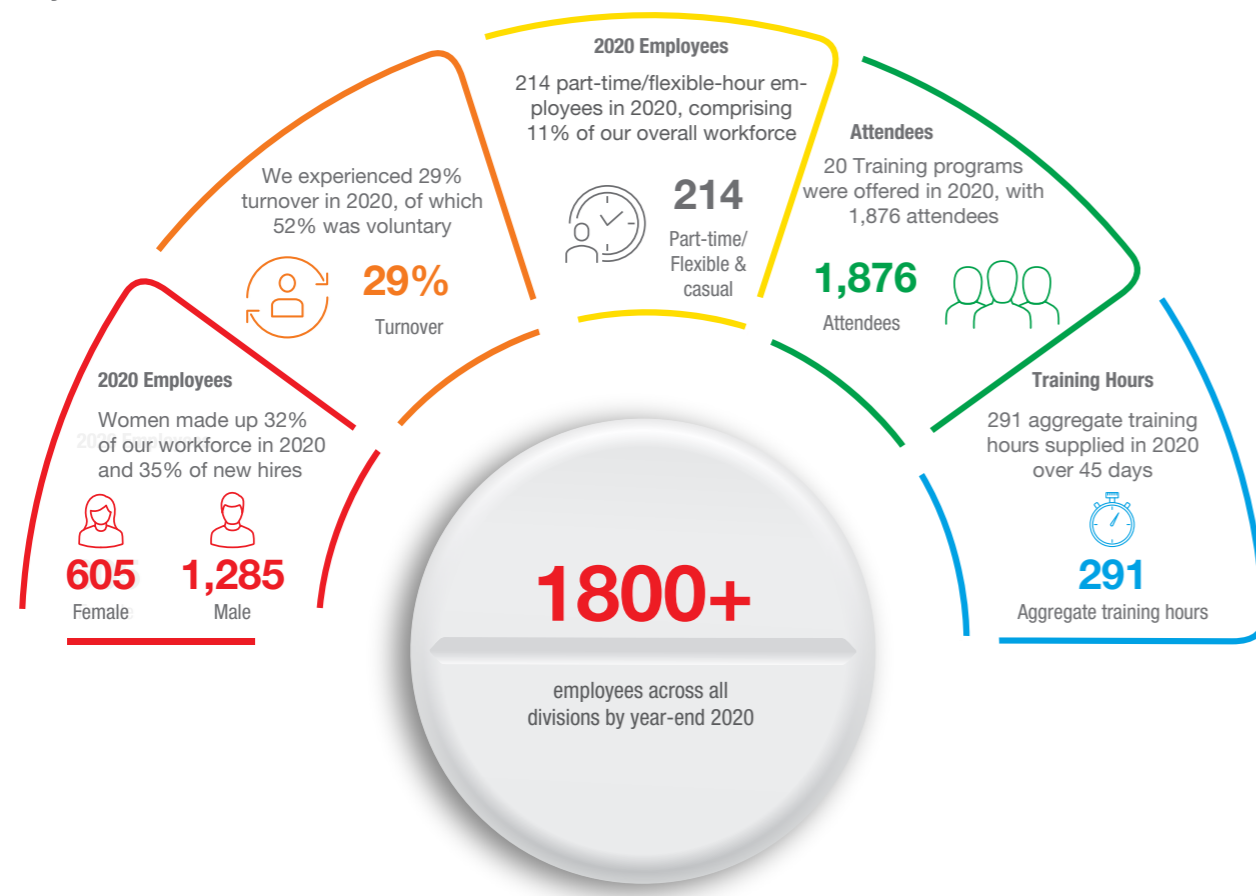 2020 Employees
Women made up 32%
of our workforce in 2020
and 35% of new hires
605
Female
1,285
Male
We experienced 29%
turnover in 2020, of which
52% was voluntary
29%
Turnover
2020 Employees
214 part-time/flexible-hour em-
ployees in 2020, comprising
11% of our overall workforce
214
Part-time/
Flexible &
casual
Attendees
20 Training programs
were offered in 2020, with
1,876 attendees
1,876
Attendees
Training Hours
291 aggregate training
hours supplied in 2020
over 45 days
291
Aggregate training hours
1800+
employees across all
divisions by year-end 2020